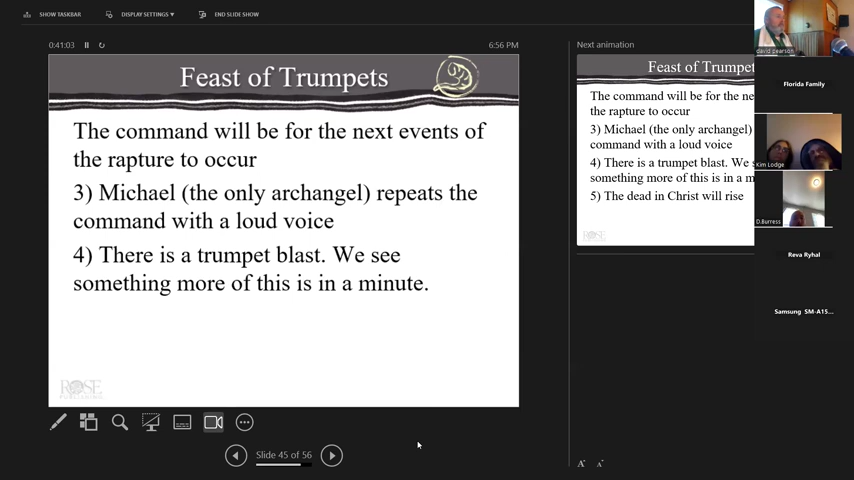 SHOW TASKBAR
DISPLAY SETTINGS ▼
END SLIDE SHOW
0:41:03
6:56 PM
Feast of Trumpets
The command will be for the next events of
the rapture to occur
3) Michael (the only archangel) repeats the
command with a loud voice
4) There is a trumpet blast. We see
something more of this is in a minute.
ROSE
PUBLISHING
Slide 45 of 56
Next animation
Feast of Trumpet
The command will be for the ne
the rapture to occur
3) Michael (the only archangel)
command with a loud voice
4) There is a trumpet blast. We s
something more of this is in a m
5) The dead in Christ will rise
ROSE
A
A
david pearson
Florida Family
Kim Lodge
D.Burress
Reva Ryhal
Samsung SM-A15...